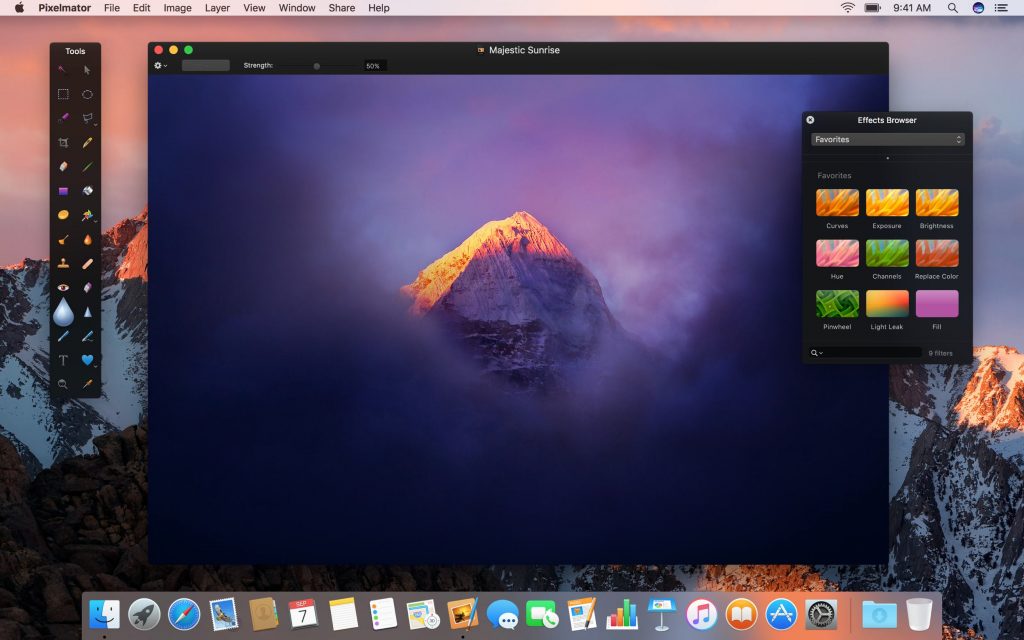 Pixelmator File Edit Image Layer View Window Share Help 9:41 AM
Tools
Majestic Sunrise
Strength: 50%
Effects Browser
Favorites
Favorites
Curves Exposure Brightness
Hue Channels Replace Color
Pinwheel Light Leak Fill
9 filters
T
SEP
7
30